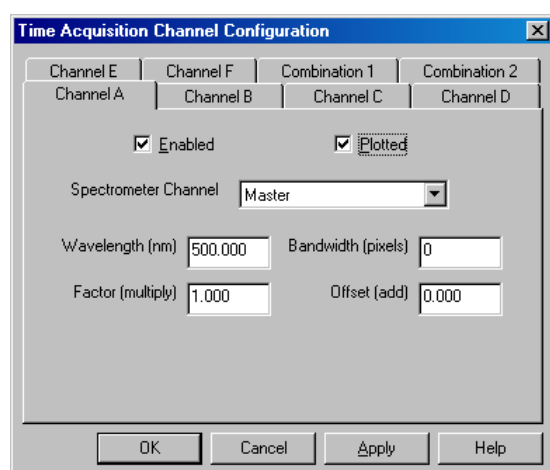 Time Acquisition Channel Configuration
Channel E Channel F Combination 1 Combination 2
Channel A Channel B Channel C Channel D
Enabled Plotted
Spectrometer Channel Master
Wavelength (nm) 500.000 Bandwidth (pixels) 0
Factor (multiply) 1.000 Offset (add) 0.000
OK Cancel Apply Help